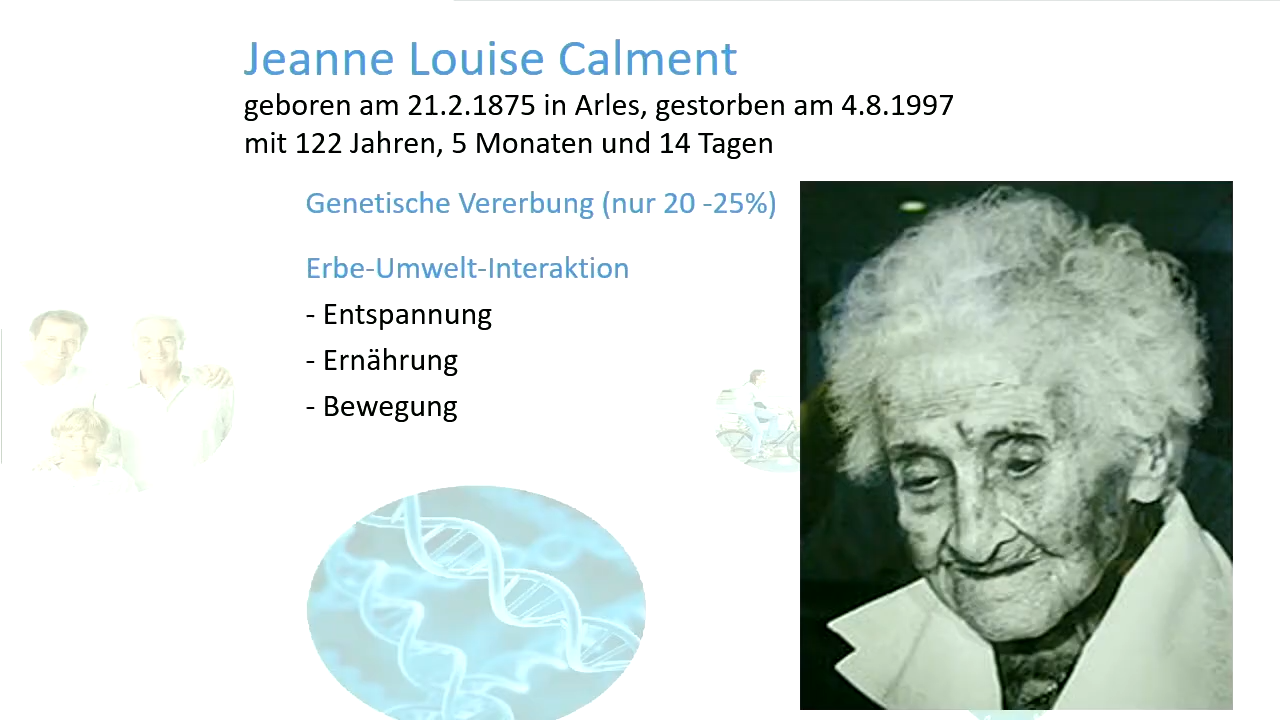 Jeanne Louise Calment
geboren am 21.2.1875 in Arles, gestorben am 4.8.1997
mit 122 Jahren, 5 Monaten und 14 Tagen
Genetische Vererbung (nur 20 -25%)
Erbe-Umwelt-Interaktion
- Entspannung
- Ernährung
- Bewegung